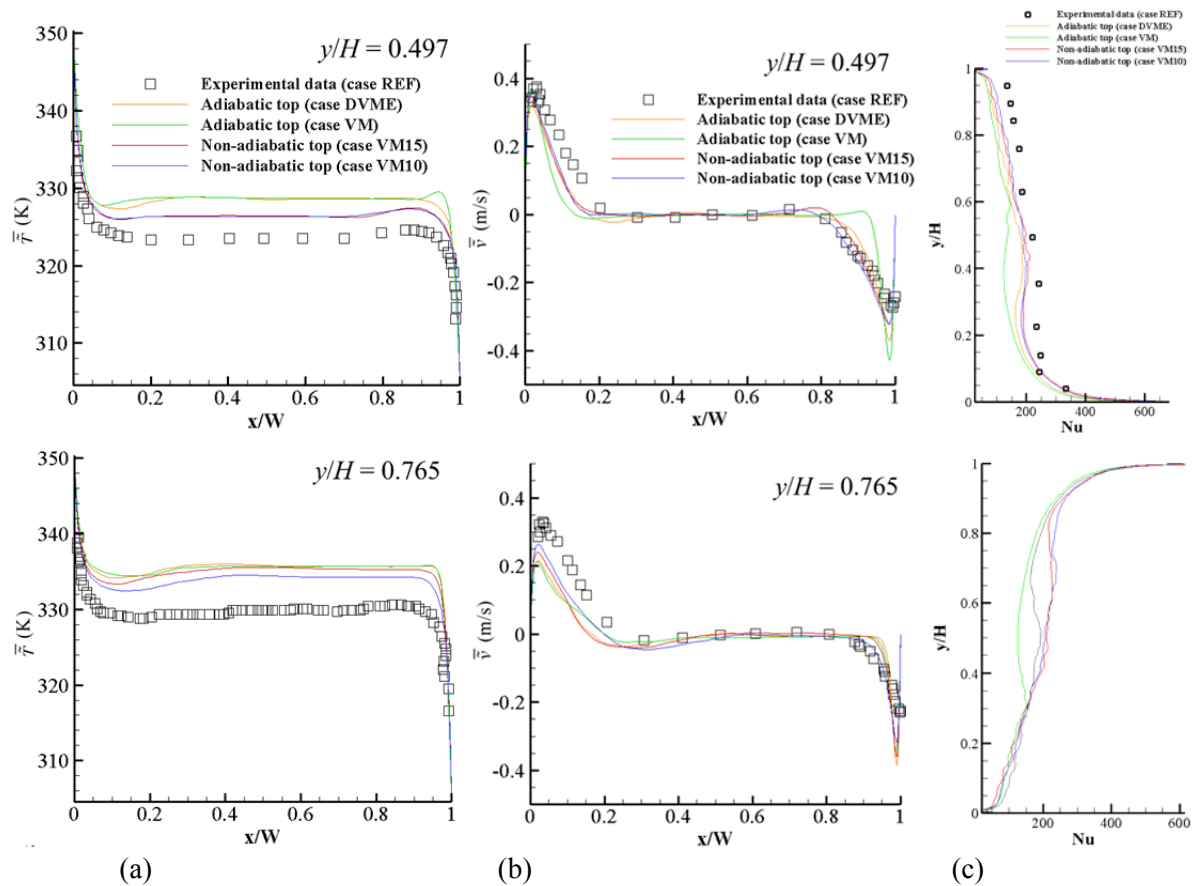 y/H = 0.497
Experimental data (case REF)
Adiabatic top (case DVME)
Adiabatic top (case VM)
Non-adiabatic top (case VM15)
Non-adiabatic top (case VM10)
350
340
330
320
310
T (K)
0
0.2
0.4
0.6
0.8
1
x/W
y/H = 0.497
Experimental data (case REF)
Adiabatic top (case DVME)
Adiabatic top (case VM)
Non-adiabatic top (case VM15)
Non-adiabatic top (case VM10)
0.4
0.2
0
-0.2
-0.4
v (m/s)
0
0.2
0.4
0.6
0.8
1
x/W
Experimental data (case REF)
Adiabatic top (case DVME)
Adiabatic top (case VM)
Non-adiabatic top (case VM15)
Non-adiabatic top (case VM10)
1
0.8
0.6
0.4
0.2
0
y/H
200
400
600
Nu
y/H = 0.765
350
340
330
320
310
T (K)
0
0.2
0.4
0.6
0.8
1
x/W
y/H = 0.765
0.4
0.2
0
-0.2
-0.4
v (m/s)
0
0.2
0.4
0.6
0.8
1
x/W
1
0.8
0.6
0.4
0.2
0
y/H
200
400
600
Nu
(a)
(b)
(c)